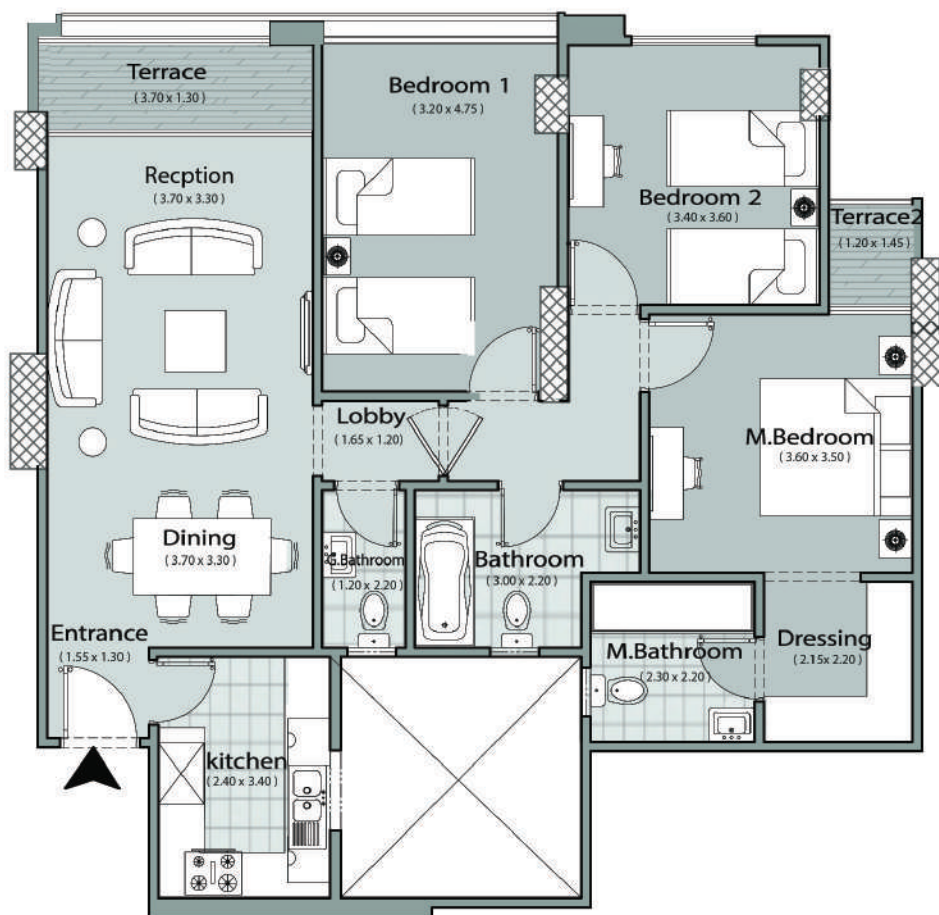 Terrace
( 3.70 x 1.30 )
Bedroom 1
( 3.20 x 4.75 )
Recption
( 3.70 x 3.30 )
Bedroom 2
( 3.40 x 3.60 )
Terrace2
( 1.20 x 1.45 )
Lobby
( 1.65 x 1.20 )
M.Bedroom
( 3.60 x 3.50 )
Dining
( 3.70 x 3.30 )
G.Bathroom
( 1.20 x 2.20 )
Bathroom
( 3.00 x 2.20 )
Entrance
( 1.55 x 1.30 )
M.Bathroom
( 2.30 x 2.20 )
Dressing
( 2.15x 2.20 )
kitchen
( 2.40 x 3.40 )